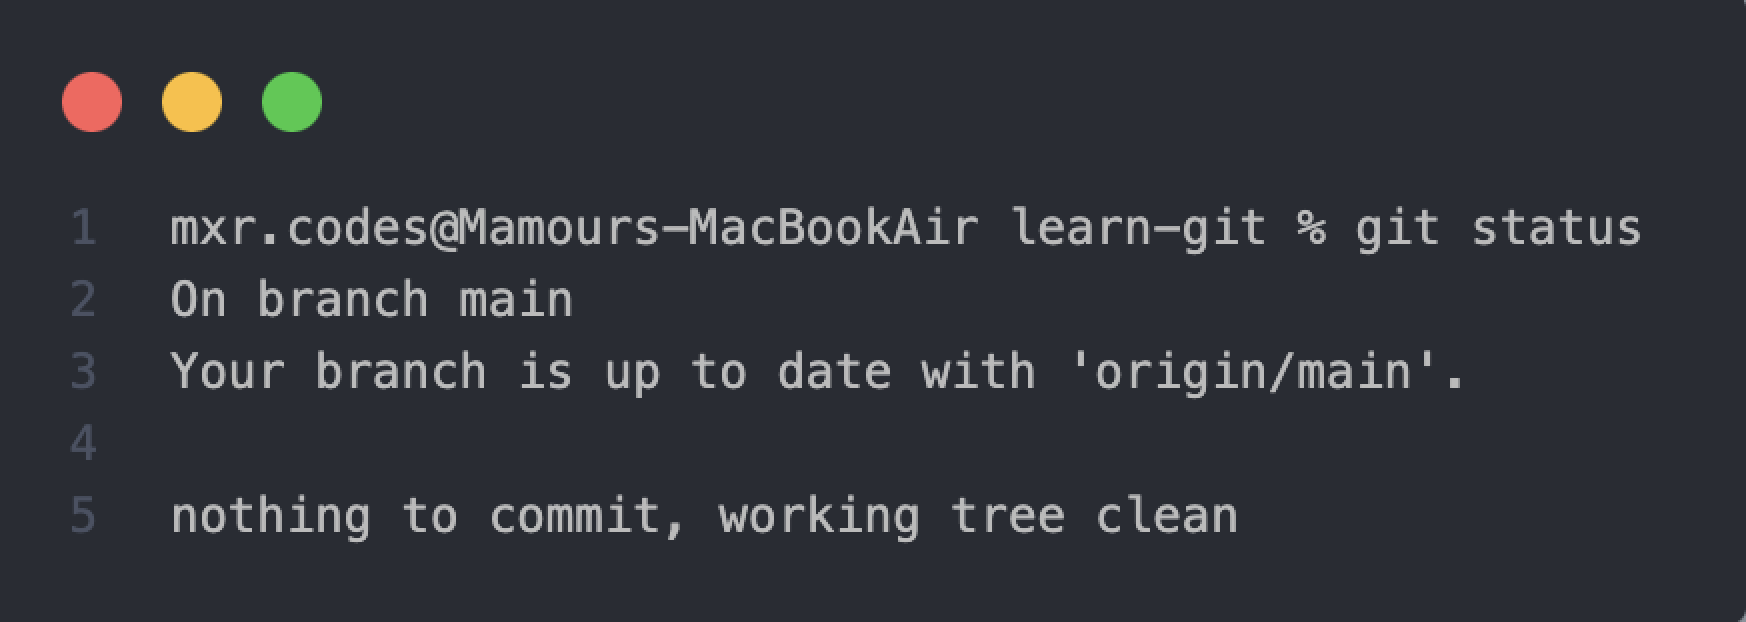 1 mxr.codes@Mamours-MacBookAir learn-git % git status
2 On branch main
3 Your branch is up to date with 'origin/main'.
4
5 nothing to commit, working tree clean